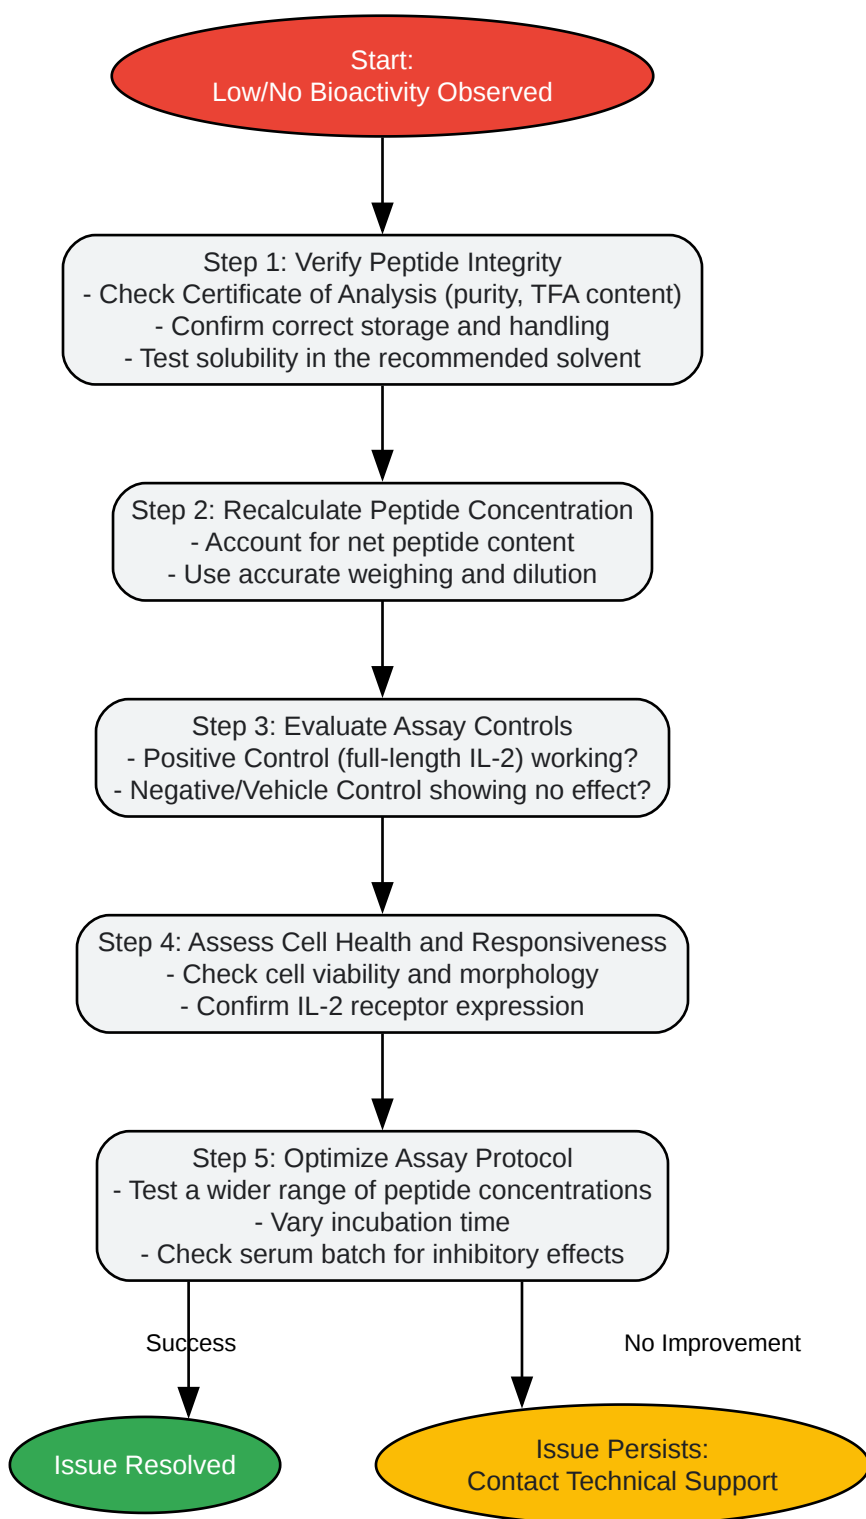 Start:
Low/No Bioactivity Observed
Step 1: Verify Peptide Integrity
- Check Certificate of Analysis (purity, TFA content)
- Confirm correct storage and handling
- Test solubility in the recommended solvent
Step 2: Recalculate Peptide Concentration
- Account for net peptide content
- Use accurate weighing and dilution
Step 3: Evaluate Assay Controls
- Positive Control (full-length IL-2) working?
- Negative/Vehicle Control showing no effect?
Step 4: Assess Cell Health and Responsiveness
- Check cell viability and morphology
- Confirm IL-2 receptor expression
Step 5: Optimize Assay Protocol
- Test a wider range of peptide concentrations
- Vary incubation time
- Check serum batch for inhibitory effects
Success
No Improvement
Issue Resolved
Issue Persists:
Contact Technical Support